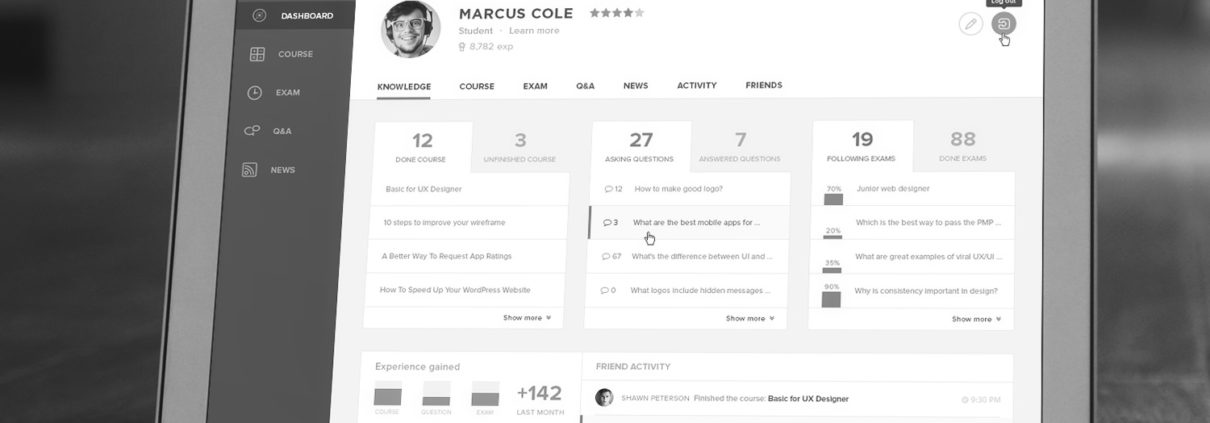 Log out
DASHBOARD
MARCUS COLE
Student · Learn more
8,782 exp
COURSE
EXAM
Q&A
NEWS
KNOWLEDGE COURSE EXAM Q&A NEWS ACTIVITY FRIENDS
12 DONE COURSE
3 UNFINISHED COURSE
Basic for UX Designer
10 steps to improve your wireframe
A Better Way To Request App Ratings
How To Speed Up Your WordPress Website
Show more
27 ASKING QUESTIONS
7 ANSWERED QUESTIONS
12 How to make good logo?
3 What are the best mobile apps for ...
67 What's the difference between UI and ...
0 What logos include hidden messages ...
Show more
19 FOLLOWING EXAMS
88 DONE EXAMS
70% Junior web designer
20% Which is the best way to pass the PMP ...
35% What are great examples of viral UX/UI ...
90% Why is consistency important in design?
Show more
Experience gained
COURSE QUESTION EXAM
+142
LAST MONTH
FRIEND ACTIVITY
SHAWN PETERSON Finished the course: Basic for UX Designer 9:30 PM